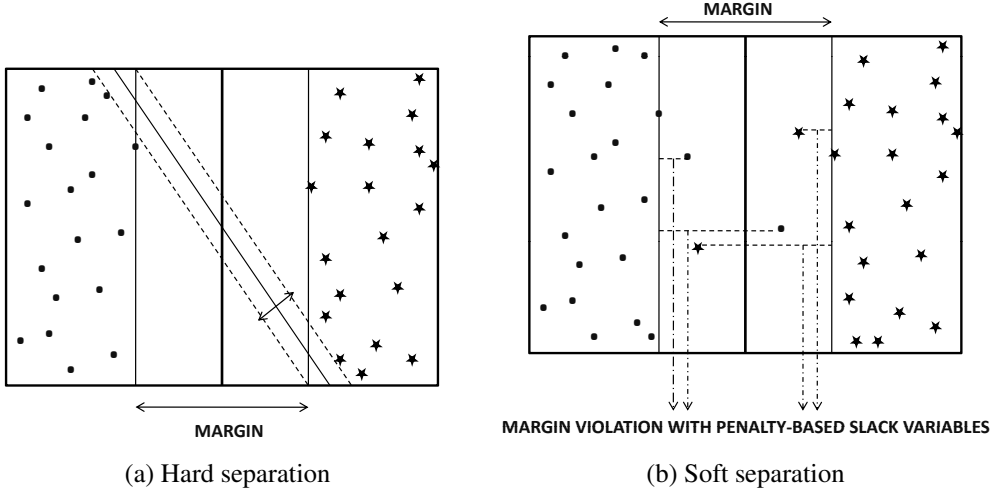 MARGIN
MARGIN
MARGIN VIOLATION WITH PENALTY-BASED SLACK VARIABLES
(a) Hard separation
(b) Soft separation